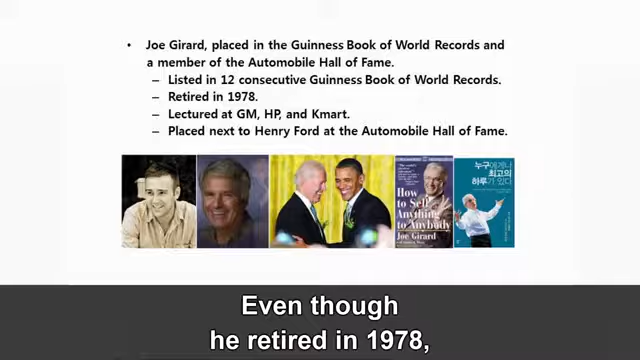 • Joe Girard, placed in the Guinness Book of World Records and
a member of the Automobile Hall of Fame.
– Listed in 12 consecutive Guinness Book of World Records.
– Retired in 1978.
– Lectured at GM, HP, and Kmart.
– Placed next to Henry Ford at the Automobile Hall of Fame.
How
to Sell
Anything
to Anybody
Joe Girard
누구에게나
최고의
하루가 있다
Even though
he retired in 1978,